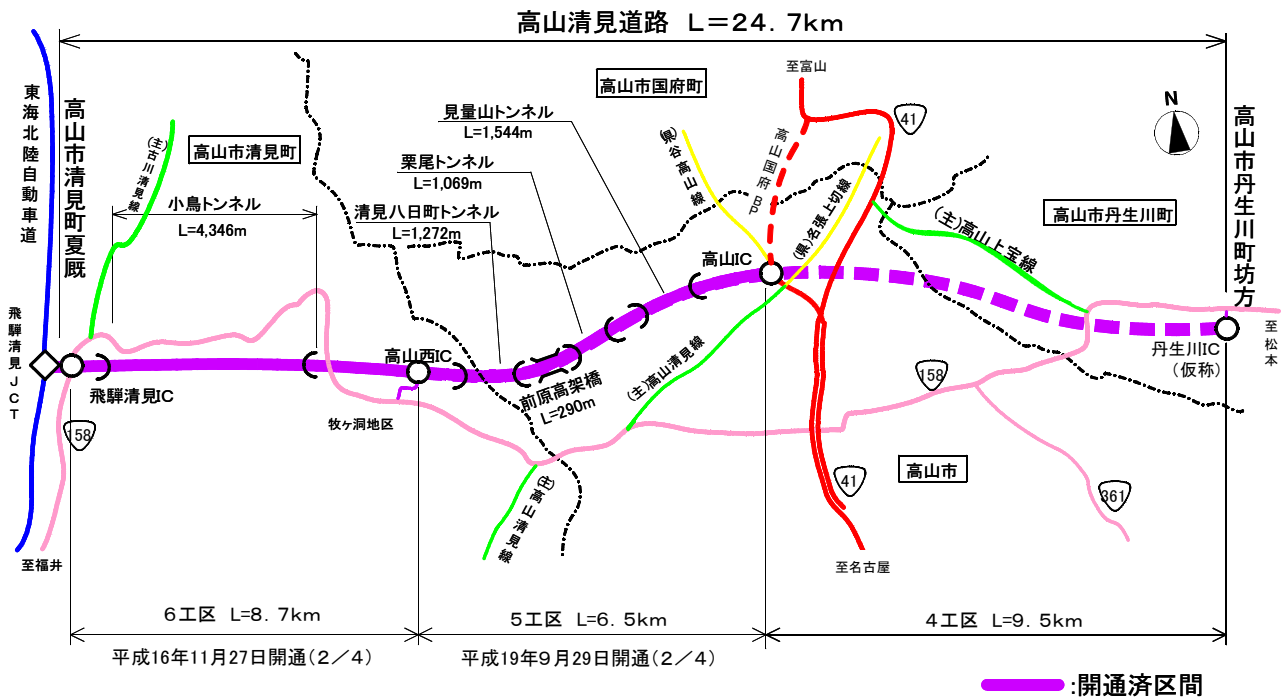 高山清見道路 L=24.7km
東海北陸自動車道
高山市清見町夏厩
(主)古川清見線
高山市清見町
小鳥トンネル
L=4,346m
見量山トンネル
L=1,544m
栗尾トンネル
L=1,069m
清見八日町トンネル
L=1,272m
高山市国府町
(県)谷高山線
高山国府BP
至富山
41
(県)名張上切線
N
高山市丹生川町
(主)高山上宝線
高山市丹生川町坊方
飛騨清見JCT
飛騨清見IC
158
至福井
高山西IC
牧ヶ洞地区
前原高架橋
L=290m
高山IC
(主)高山清見線
(主)高山清見線
158
丹生川IC
(仮称)
至松本
高山市
41
361
至名古屋
6工区 L=8.7km
平成16年11月27日開通(2/4)
5工区 L=6.5km
平成19年9月29日開通(2/4)
4工区 L=9.5km
:開通済区間